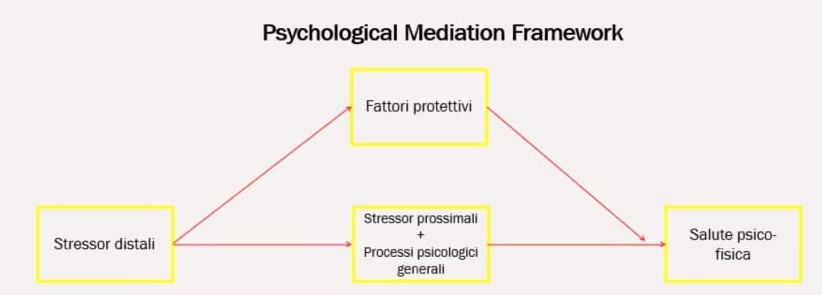 Psychological Mediation Framework
Fattori protettivi
Stressor distali
Stressor prossimali
+
Processi psicologici
generali
Salute psico-
fisica